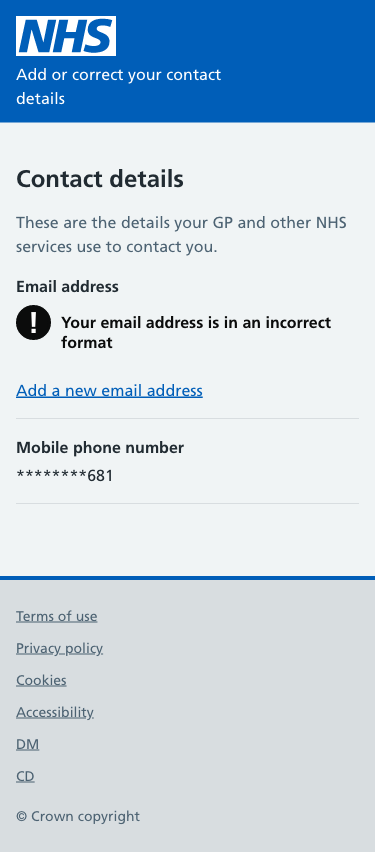 NHS
Add or correct your contact
details
Contact details
These are the details your GP and other NHS
services use to contact you.
Email address
! Your email address is in an incorrect
format
Add a new email address
Mobile phone number
********681
Terms of use
Privacy policy
Cookies
Accessibility
DM
CD
© Crown copyright